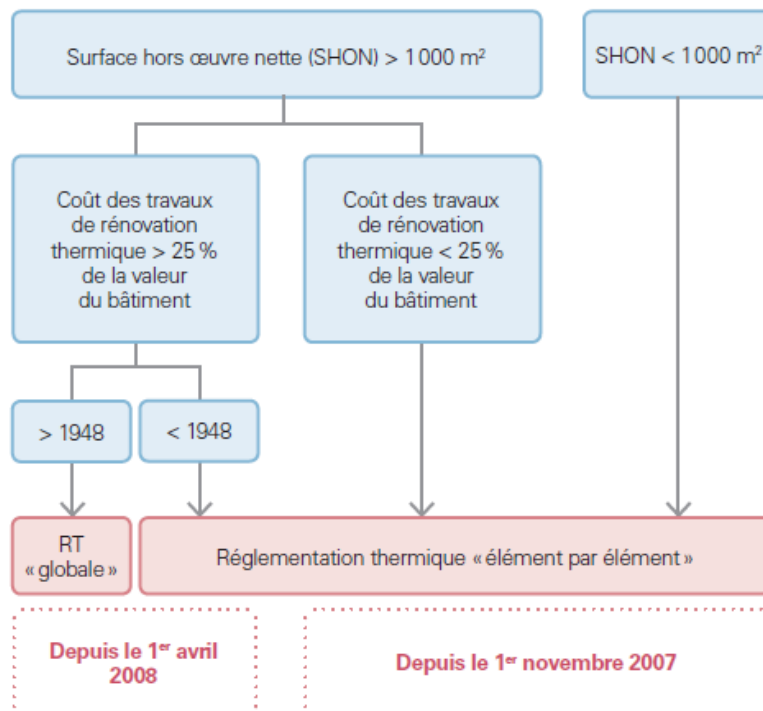 Surface hors œuvre nette (SHON) > 1 000 m²
SHON < 1 000 m²
Coût des travaux
de rénovation
thermique > 25 %
de la valeur
du bâtiment
Coût des travaux
de rénovation
thermique < 25 %
de la valeur
du bâtiment
> 1948
< 1948
RT
« globale »
Réglementation thermique « élément par élément »
Depuis le 1er avril
2008
Depuis le 1er novembre 2007